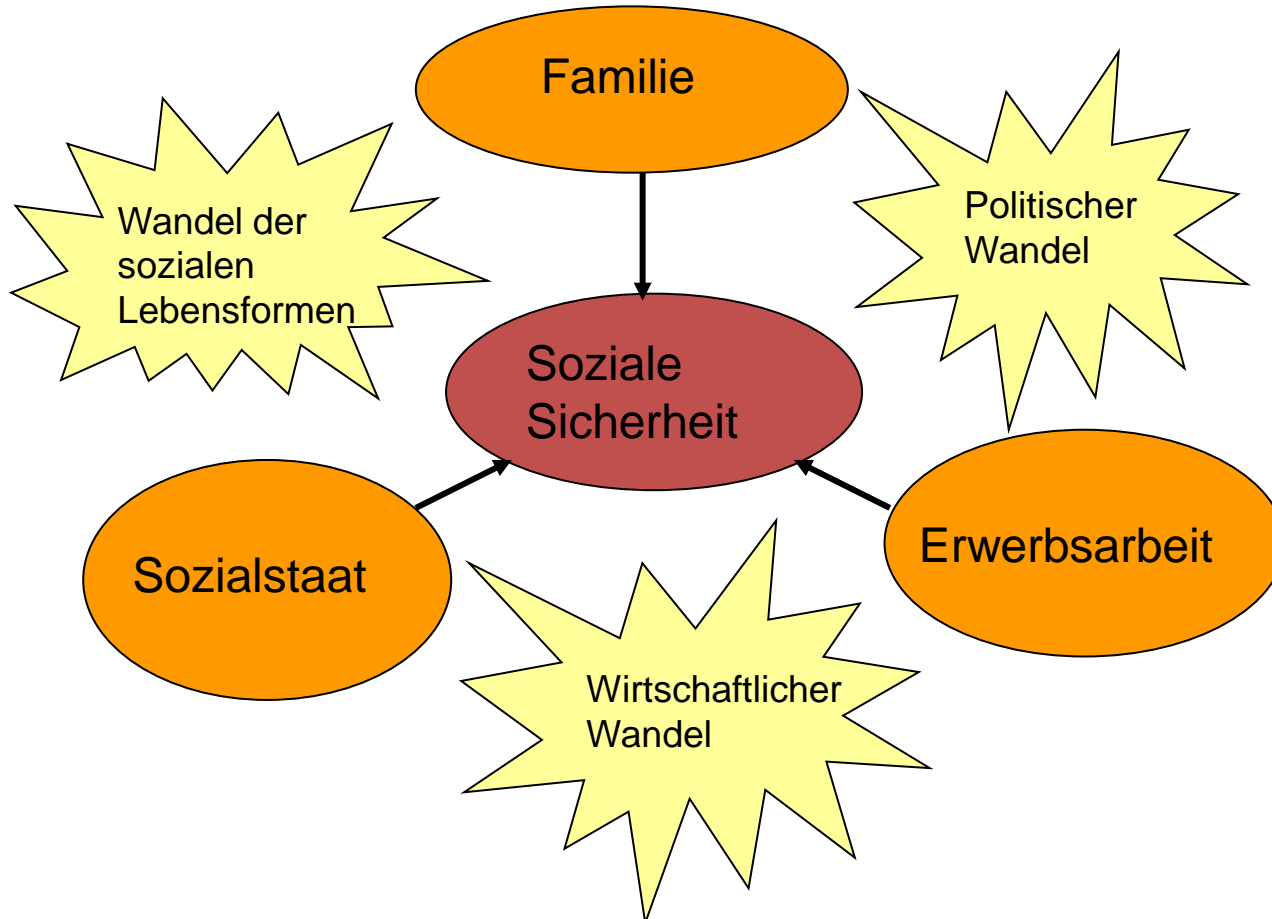 Familie
Wandel der
sozialen
Lebensformen
Politischer
Wandel
Soziale
Sicherheit
Sozialstaat
Erwerbsarbeit
Wirtschaftlicher
Wandel